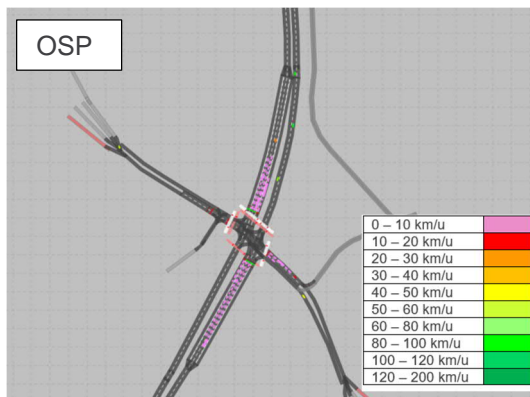 OSP
0 – 10 km/u
10 – 20 km/u
20 – 30 km/u
30 – 40 km/u
40 – 50 km/u
50 – 60 km/u
60 – 80 km/u
80 – 100 km/u
100 – 120 km/u
120 – 200 km/u